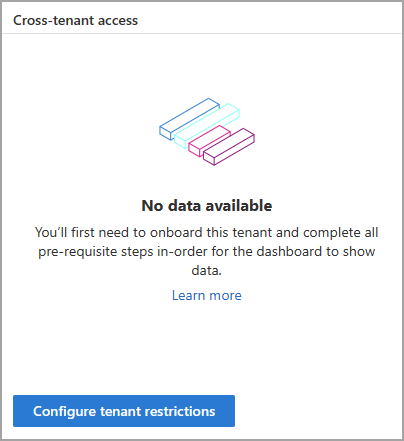 Cross-tenant access
No data available
You'll first need to onboard this tenant and complete all
pre-requisite steps in-order for the dashboard to show
data.
Learn more
Configure tenant restrictions